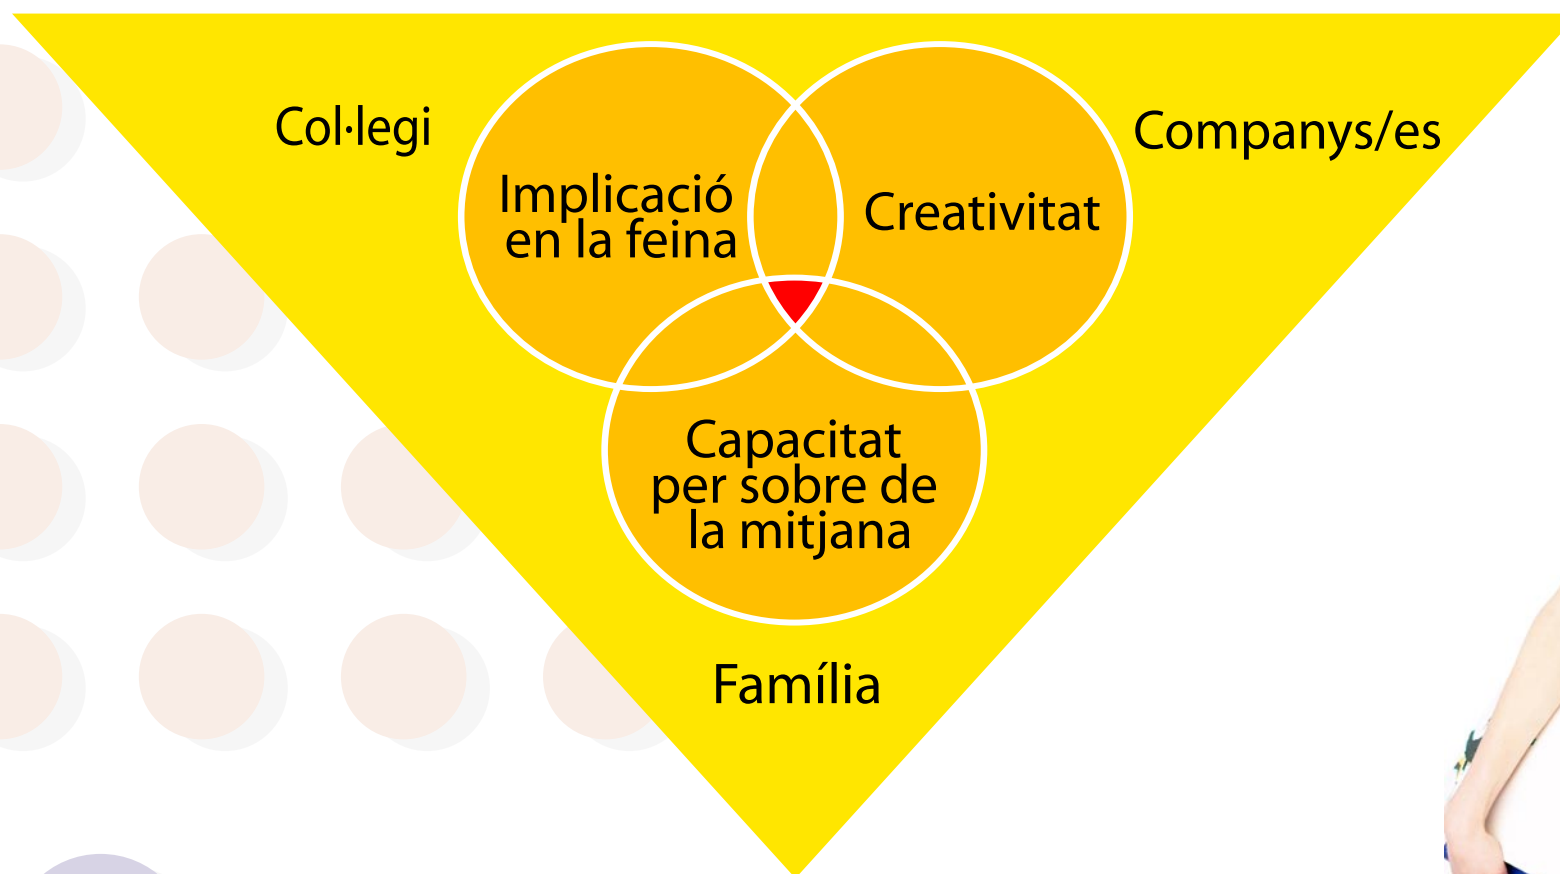 Col·legi
Companys/es
Implicació
en la feina
Creativitat
Capacitat
per sobre de
la mitjana
Família